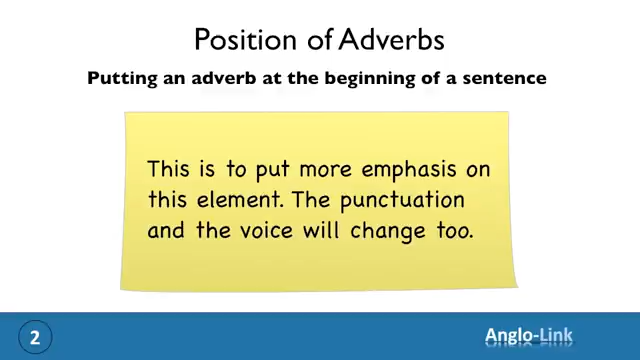 Position of Adverbs
Putting an adverb at the beginning of a sentence
This is to put more emphasis on
this element. The punctuation
and the voice will change too.
2
Anglo-Link